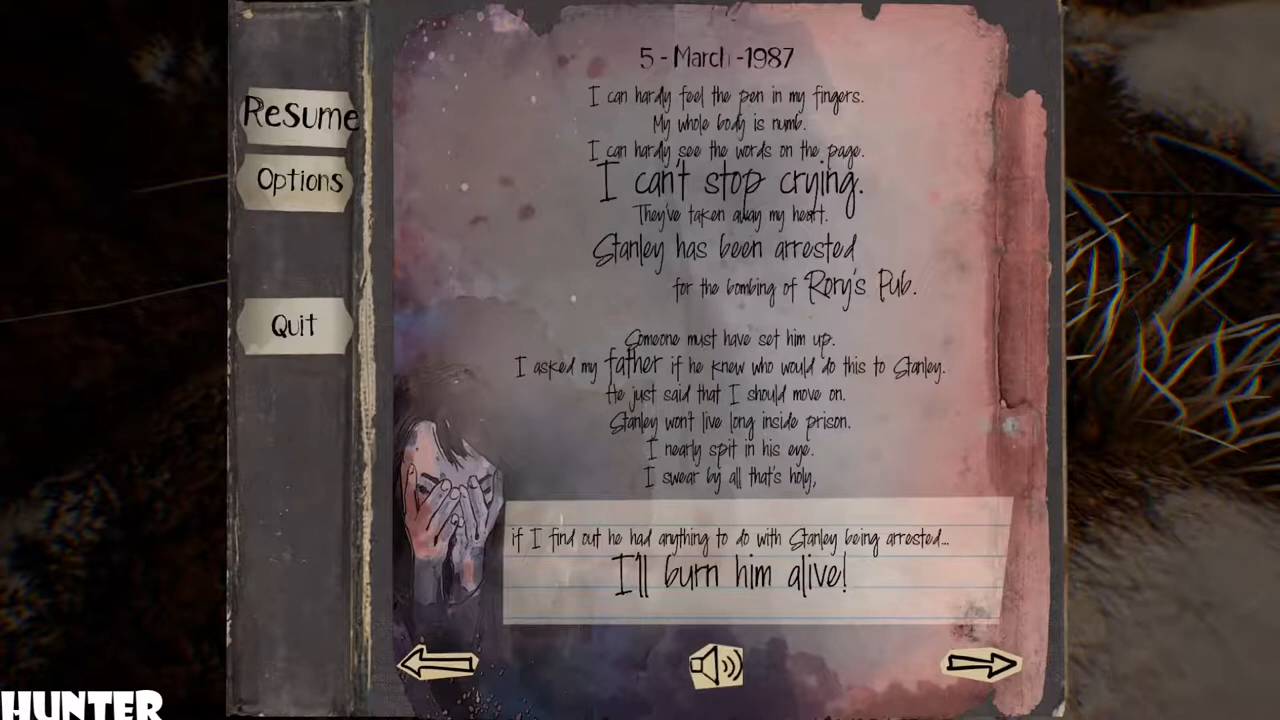 Resume
Options
Quit
5 - March - 1987
I can hardly feel the pen in my fingers.
My whole body is numb.
I can hardly see the words on the page.
I can't stop crying.
They've taken away my heart.
Stanley has been arrested
for the bombing of Rory's Pub.
Someone must have set him up.
I asked my father if he knew who would do this to Stanley.
He just said that I should move on.
Stanley won't live long inside prison.
I nearly spit in his eye.
I swear by all that's holy,
if I find out he had anything to do with Stanley being arrested...
I'll burn him alive!
HUNTER